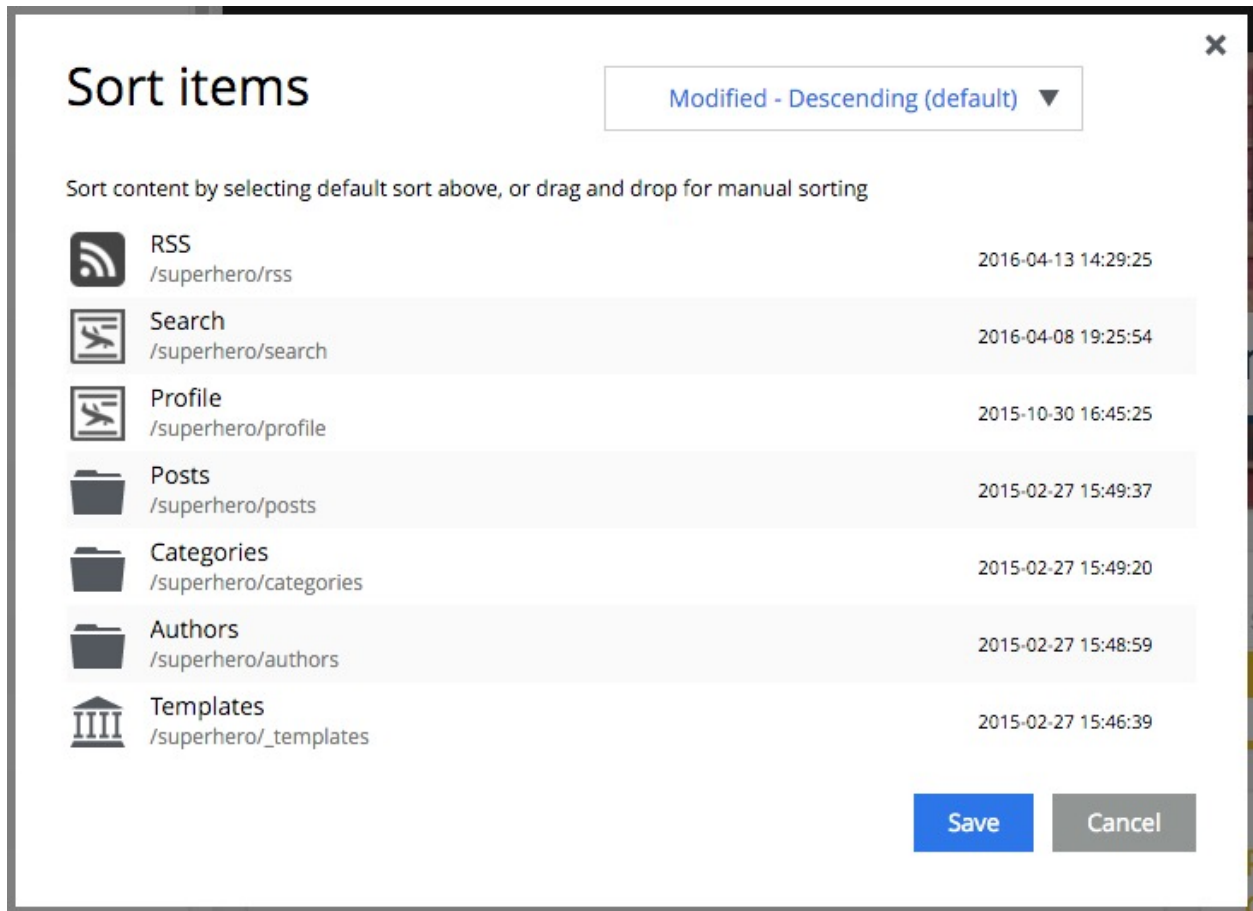 Sort items
Modified - Descending (default)
Sort content by selecting default sort above, or drag and drop for manual sorting
RSS
/superhero/rss
2016-04-13 14:29:25
Search
/superhero/search
2016-04-08 19:25:54
Profile
/superhero/profile
2015-10-30 16:45:25
Posts
/superhero/posts
2015-02-27 15:49:37
Categories
/superhero/categories
2015-02-27 15:49:20
Authors
/superhero/authors
2015-02-27 15:48:59
Templates
/superhero/_templates
2015-02-27 15:46:39
Save
Cancel